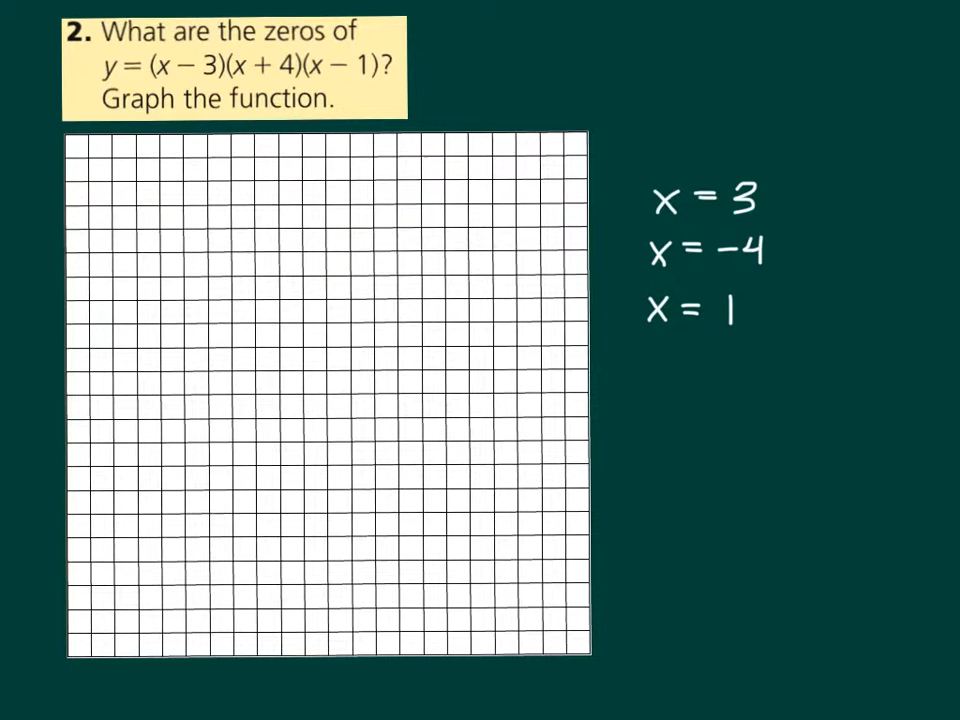 2. What are the zeros of
y = (x − 3)(x + 4)(x − 1)?
Graph the function.
x = 3
x = -4
x = 1